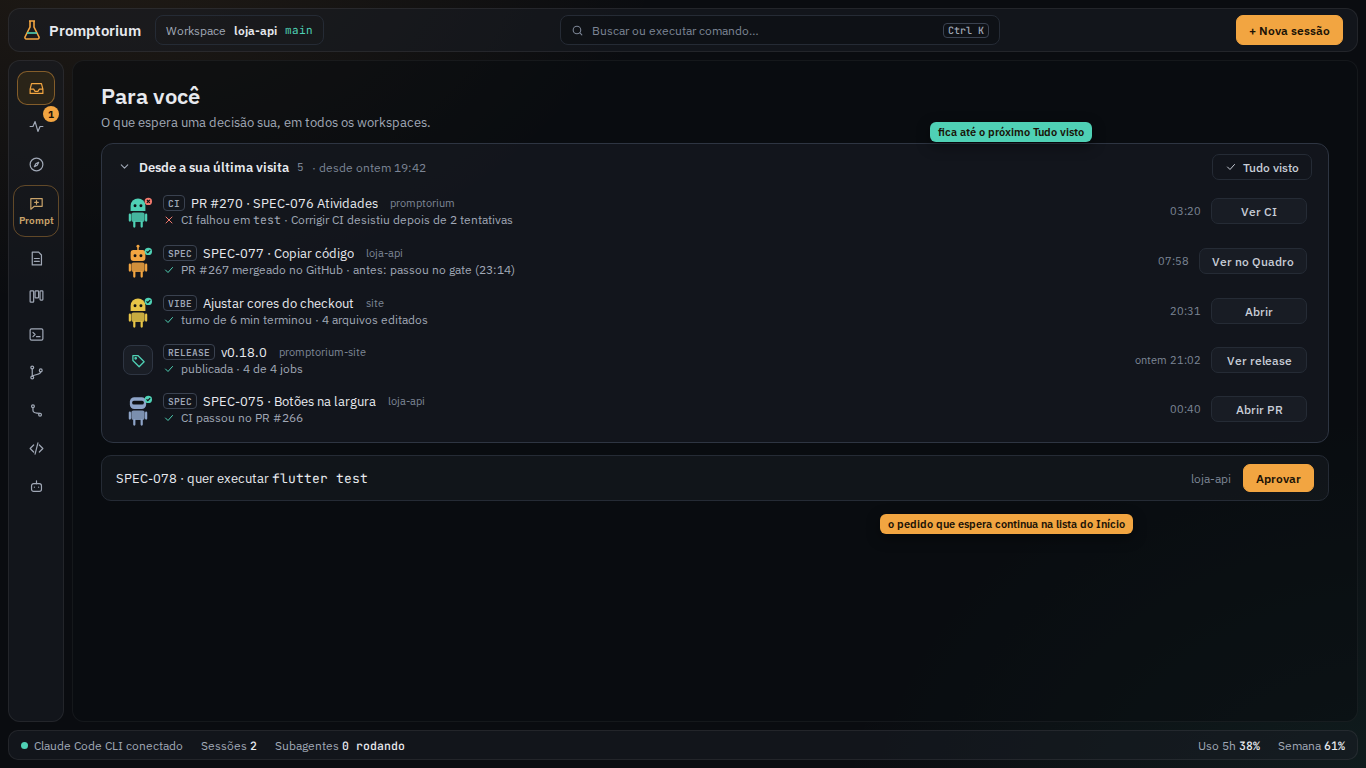 Promptorium
Workspace loja-api main
Buscar ou executar comando...
Ctrl K
+ Nova sessão
1
Prompt
Para você
O que espera uma decisão sua, em todos os workspaces.
fica até o próximo Tudo visto
Desde a sua última visita 5 · desde ontem 19:42
Tudo visto
CI PR #270 · SPEC-076 Atividades promptorium
CI falhou em test · Corrigir CI desistiu depois de 2 tentativas
03:20 Ver CI
SPEC SPEC-077 · Copiar código loja-api
PR #267 mergeado no GitHub · antes: passou no gate (23:14)
07:58 Ver no Quadro
VIBE Ajustar cores do checkout site
turno de 6 min terminou · 4 arquivos editados
20:31 Abrir
RELEASE v0.18.0 promptorium-site
publicada · 4 de 4 jobs
ontem 21:02 Ver release
SPEC SPEC-075 · Botões na largura loja-api
CI passou no PR #266
00:40 Abrir PR
SPEC-078 · quer executar flutter test
loja-api Aprovar
o pedido que espera continua na lista do Início
Claude Code CLI conectado Sessões 2 Subagentes 0 rodando
Uso 5h 38% Semana 61%